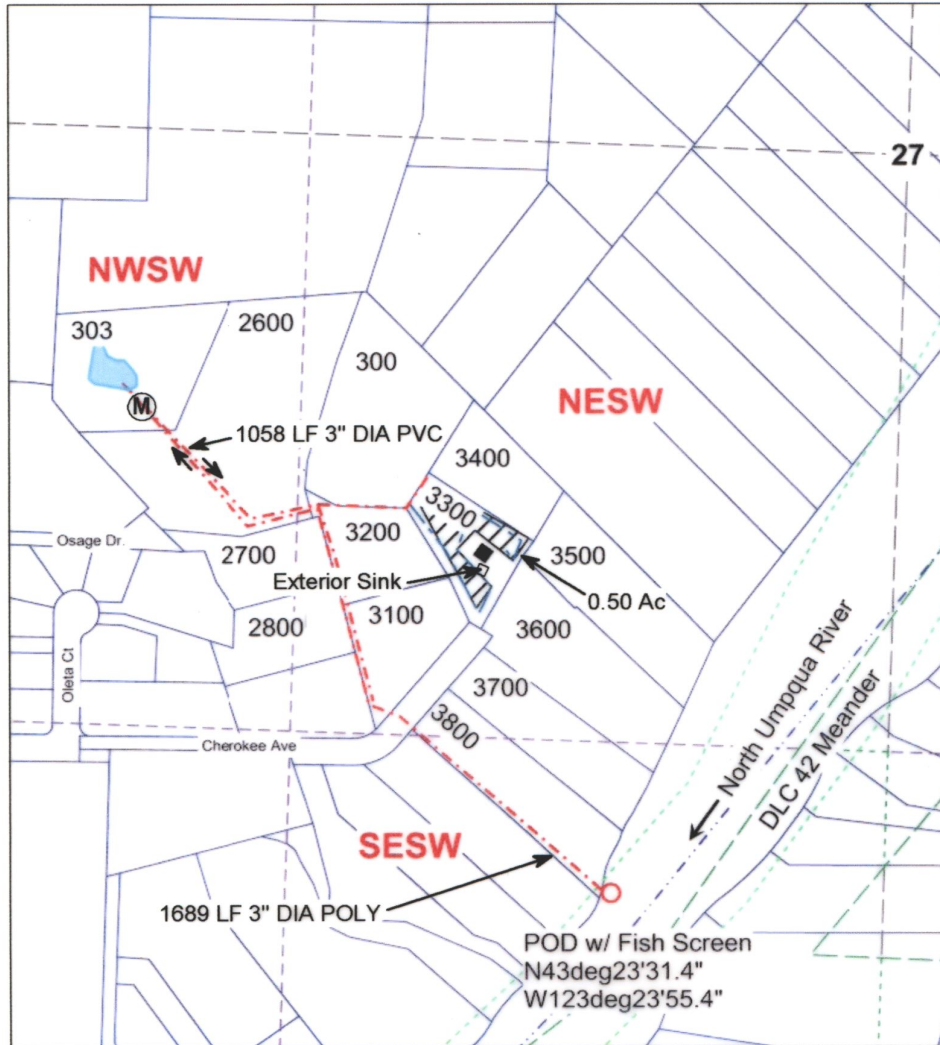 27
NWSW
303
2600
300
NESW
1058 LF 3" DIA PVC
M
3400
3300
3200
3500
Osage Dr.
2700
Exterior Sink
0.50 Ac
3100
2800
3600
Oleta Ct
3700
3800
Cherokee Ave
North Umpqua River
DLC 42 Meander
SESW
1689 LF 3" DIA POLY
POD w/ Fish Screen
N43deg23'31.4"
W123deg23'55.4"